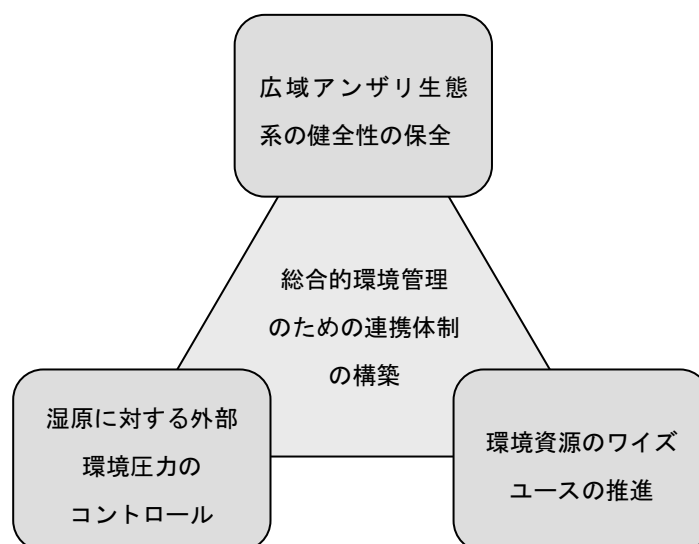 広域アンザリ生態
系の健全性の保全
総合的環境管理
のための連携体制
の構築
湿原に対する外部
環境圧力の
コントロール
環境資源のワイズ
ユースの推進